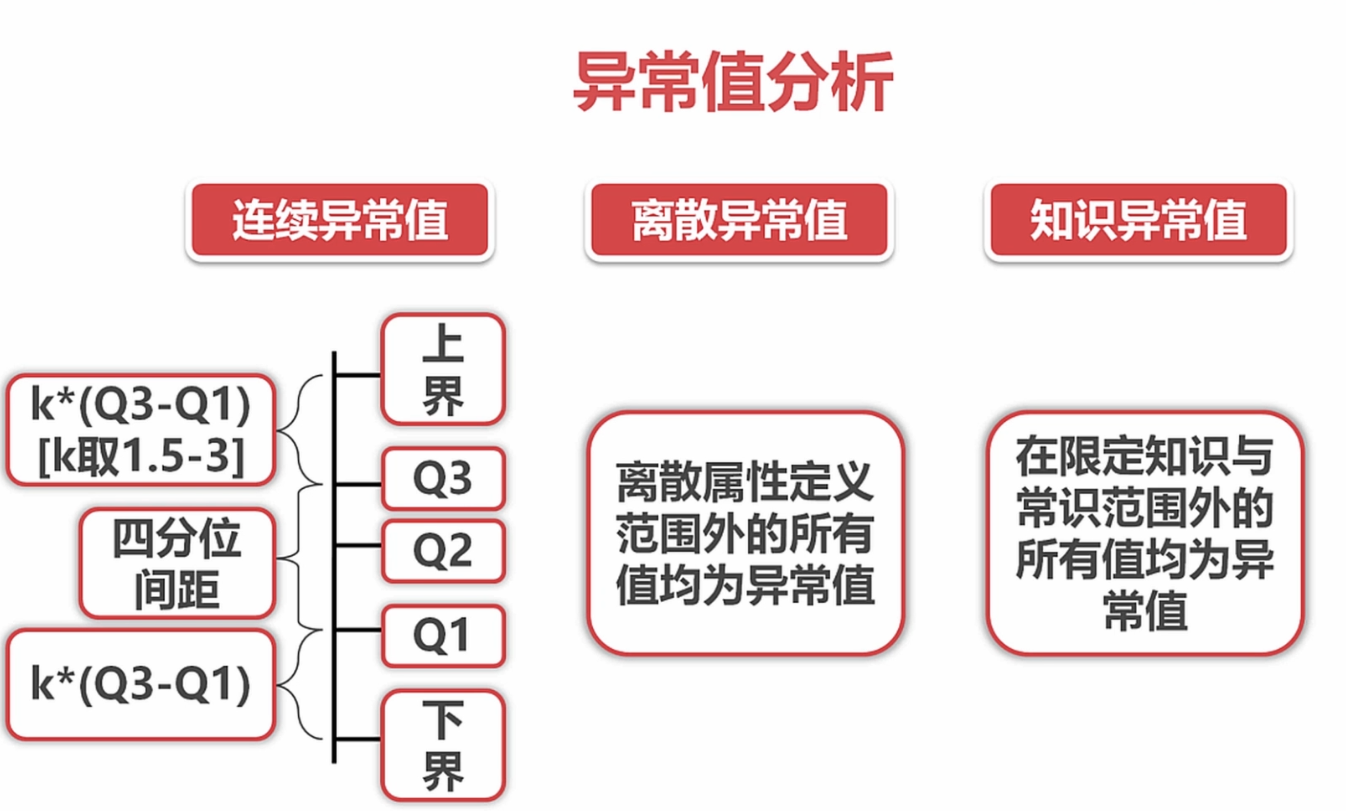 异常值分析
连续异常值
离散异常值
知识异常值
上
界
k*(Q3-Q1)
[k取1.5-3]
Q3
四分位
间距
Q2
Q1
k*(Q3-Q1)
下
界
离散属性定义
范围外的所有
值均为异常值
在限定知识与
常识范围外的
所有值均为异
常值